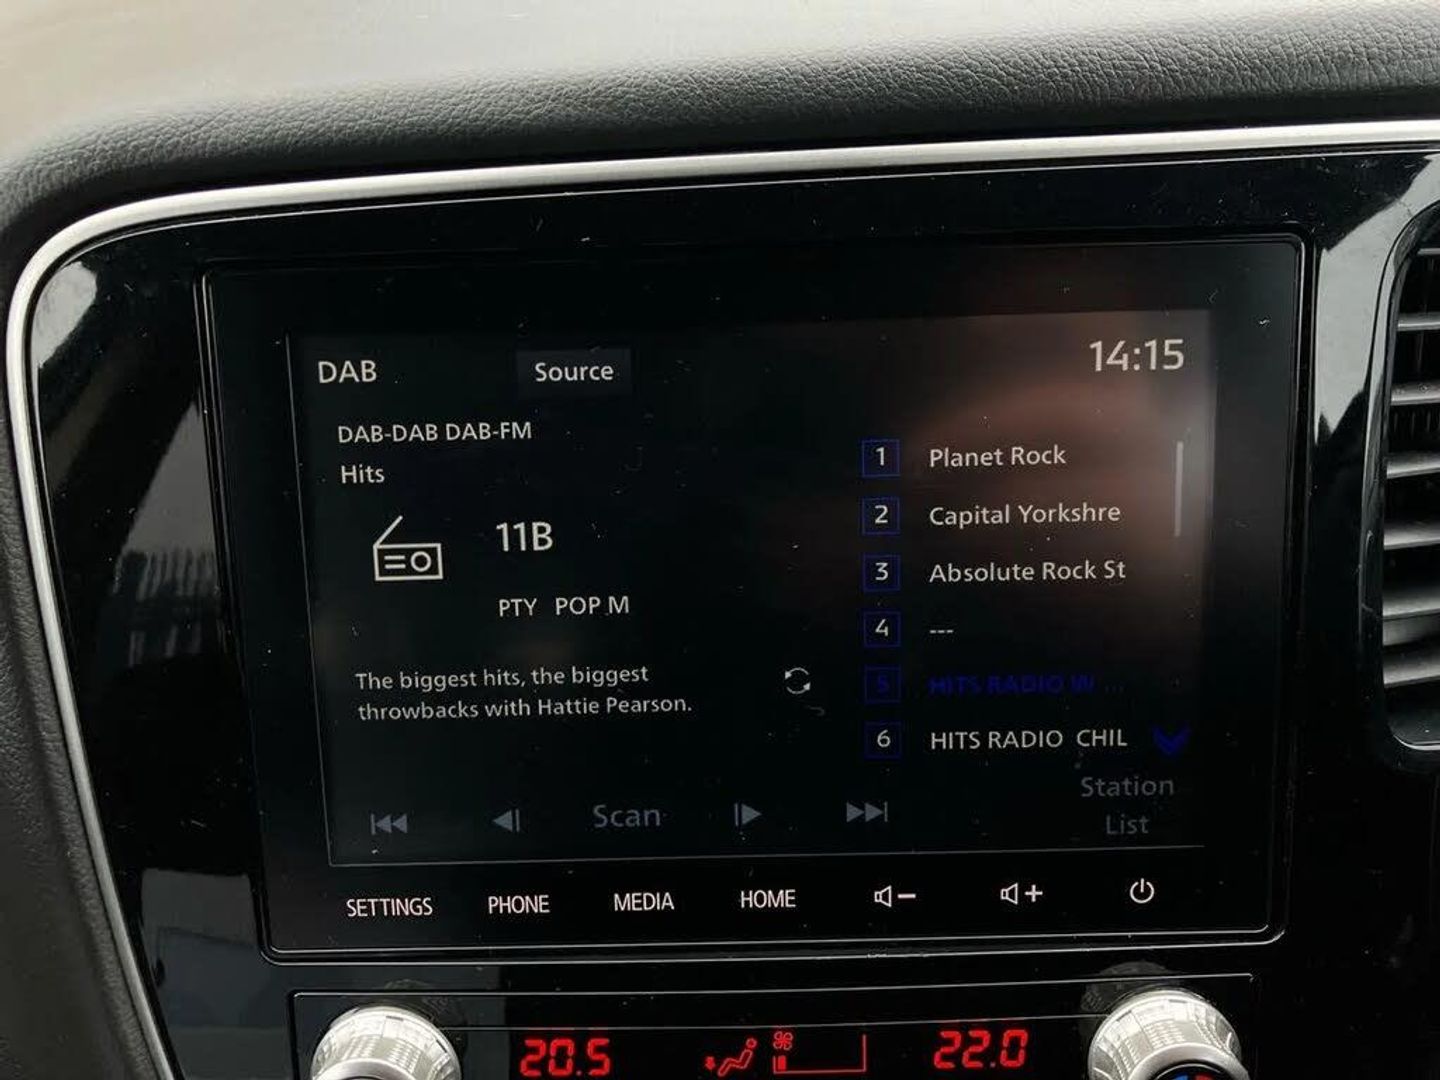 DAB
Source
14:15
DAB-DAB DAB-FM
Hits
11B
PTY POP M
The biggest hits, the biggest
throwbacks with Hattie Pearson.
1 Planet Rock
2 Capital Yorkshre
3 Absolute Rock St
4 ---
5 HITS RADIO W ...
6 HITS RADIO CHIL
Scan
Station
List
SETTINGS
PHONE
MEDIA
HOME
20.5
22.0